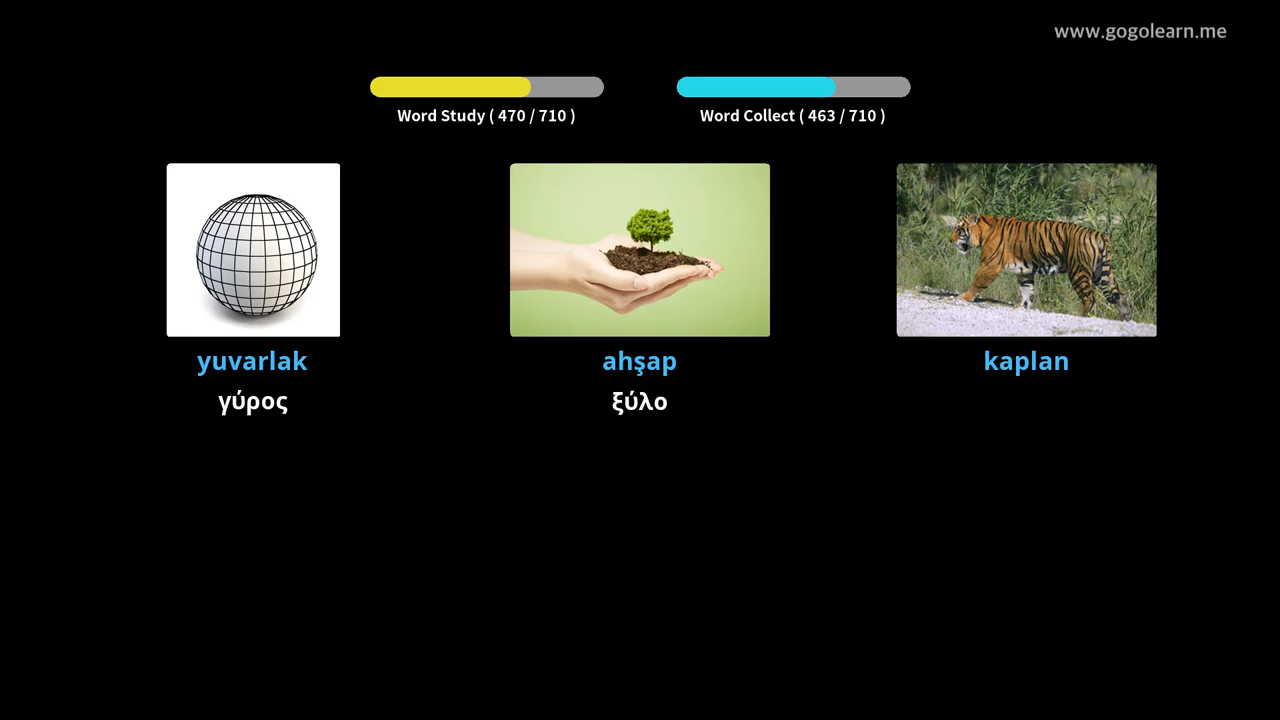 www.gogolearn.me
Word Study ( 470 / 710 )
Word Collect ( 463 / 710 )
yuvarlak
γύρος
ahşap
ξύλο
kaplan